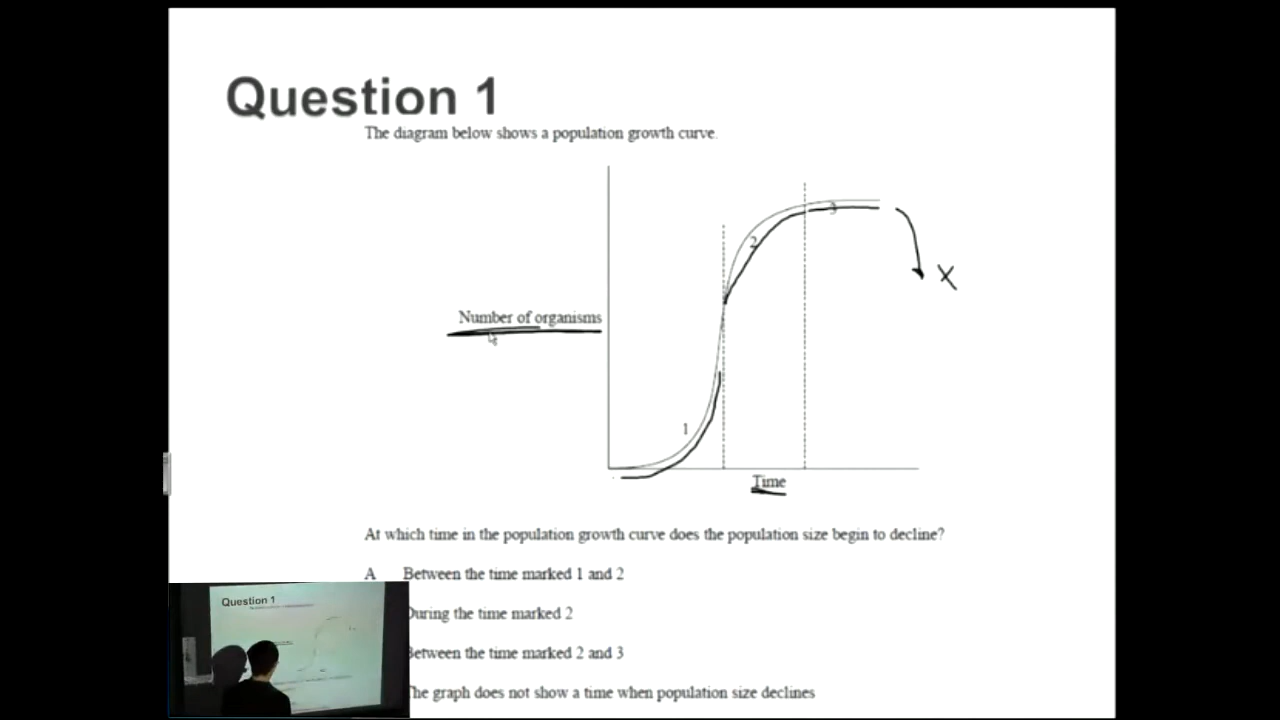 Question 1
The diagram below shows a population growth curve.
3
2
X
Number of organisms
1
Time
At which time in the population growth curve does the population size begin to decline?
A Between the time marked 1 and 2
During the time marked 2
Between the time marked 2 and 3
The graph does not show a time when population size declines
Question 1